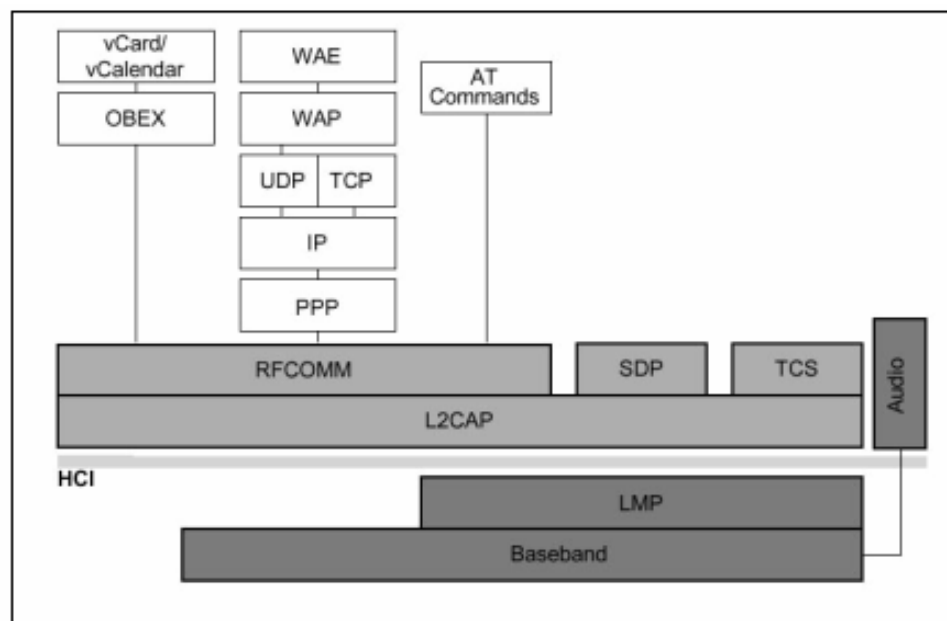 vCard/
vCalendar
WAE
AT
Commands
OBEX
WAP
UDP
TCP
IP
PPP
RFCOMM
SDP
TCS
Audio
L2CAP
HCI
LMP
Baseband